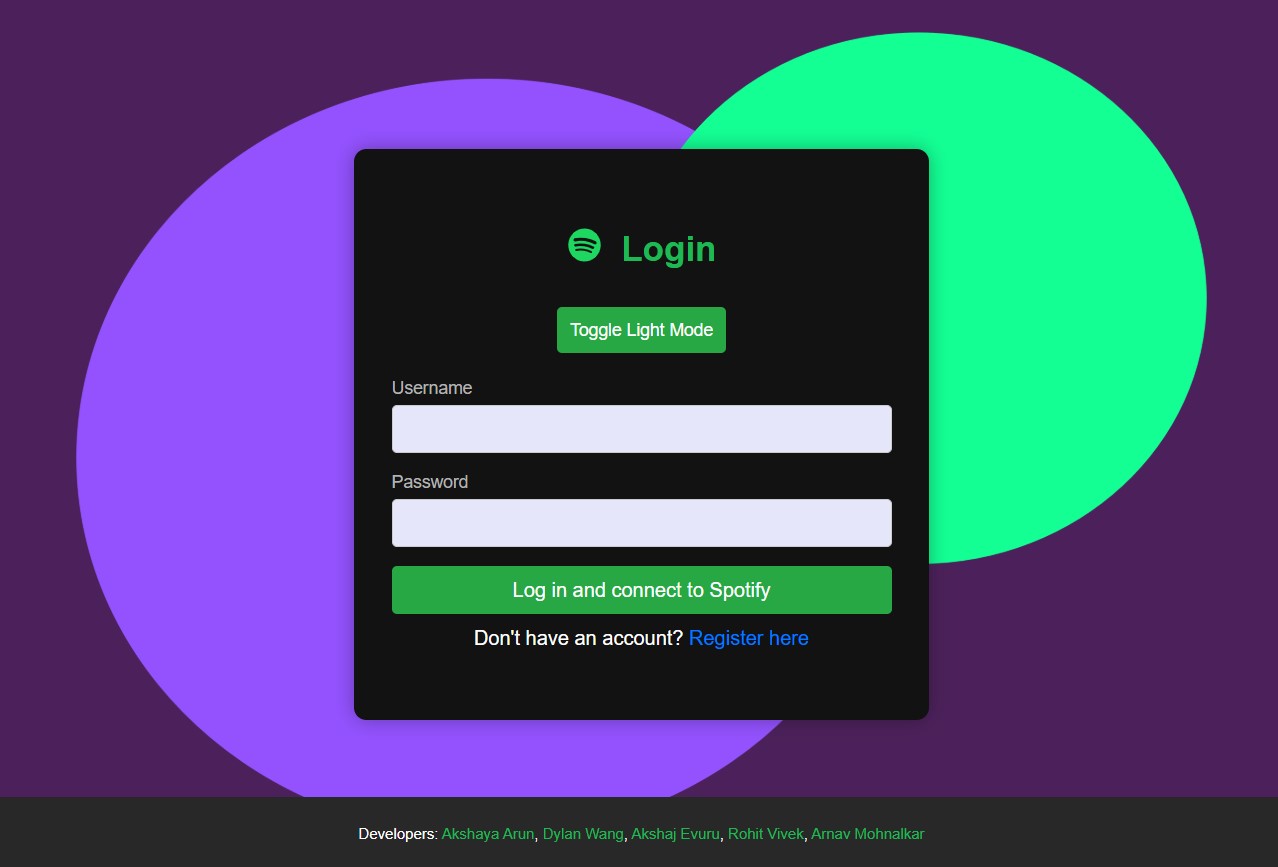 Login
Toggle Light Mode
Username
Password
Log in and connect to Spotify
Don't have an account? Register here
Developers: Akshaya Arun, Dylan Wang, Akshaj Evuru, Rohit Vivek, Arnav Mohnalkar